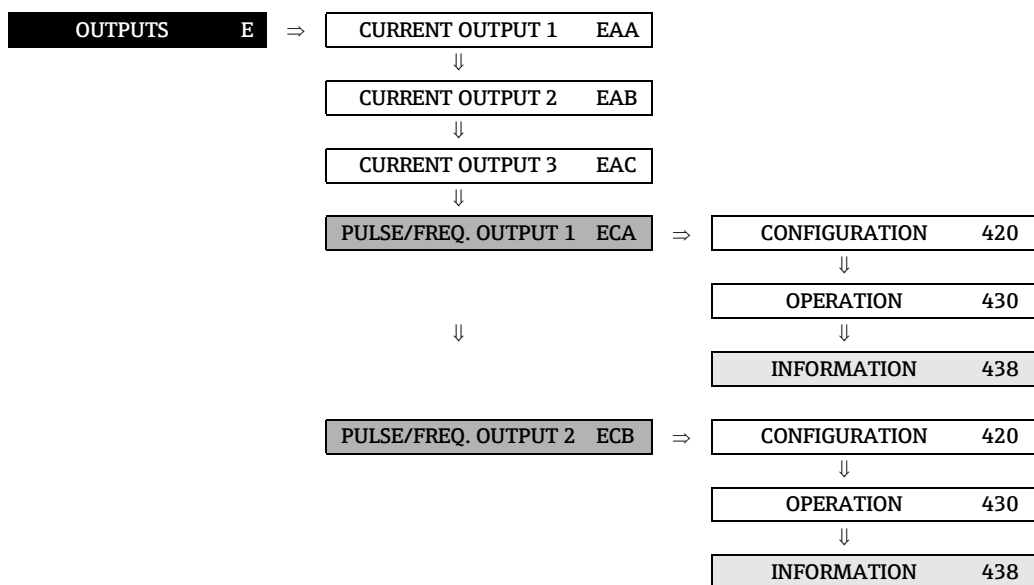 OUTPUTS E ⇒ CURRENT OUTPUT 1 EAA
⇓
CURRENT OUTPUT 2 EAB
⇓
CURRENT OUTPUT 3 EAC
⇓
PULSE/FREQ. OUTPUT 1 ECA ⇒ CONFIGURATION 420
⇓
OPERATION 430
⇓ ⇓
INFORMATION 438
PULSE/FREQ. OUTPUT 2 ECB ⇒ CONFIGURATION 420
⇓
OPERATION 430
⇓
INFORMATION 438